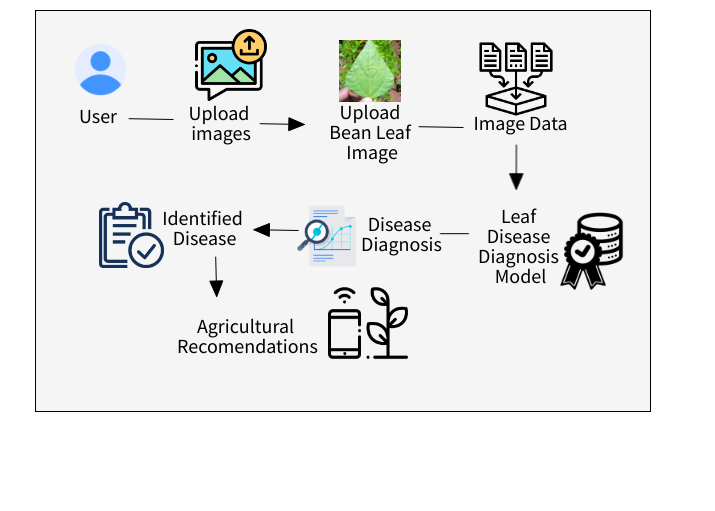 User
Upload
images
Upload
Bean Leaf
Image
Image Data
Leaf
Disease
Diagnosis
Model
Disease
Diagnosis
Identified
Disease
Agricultural
Recomendations